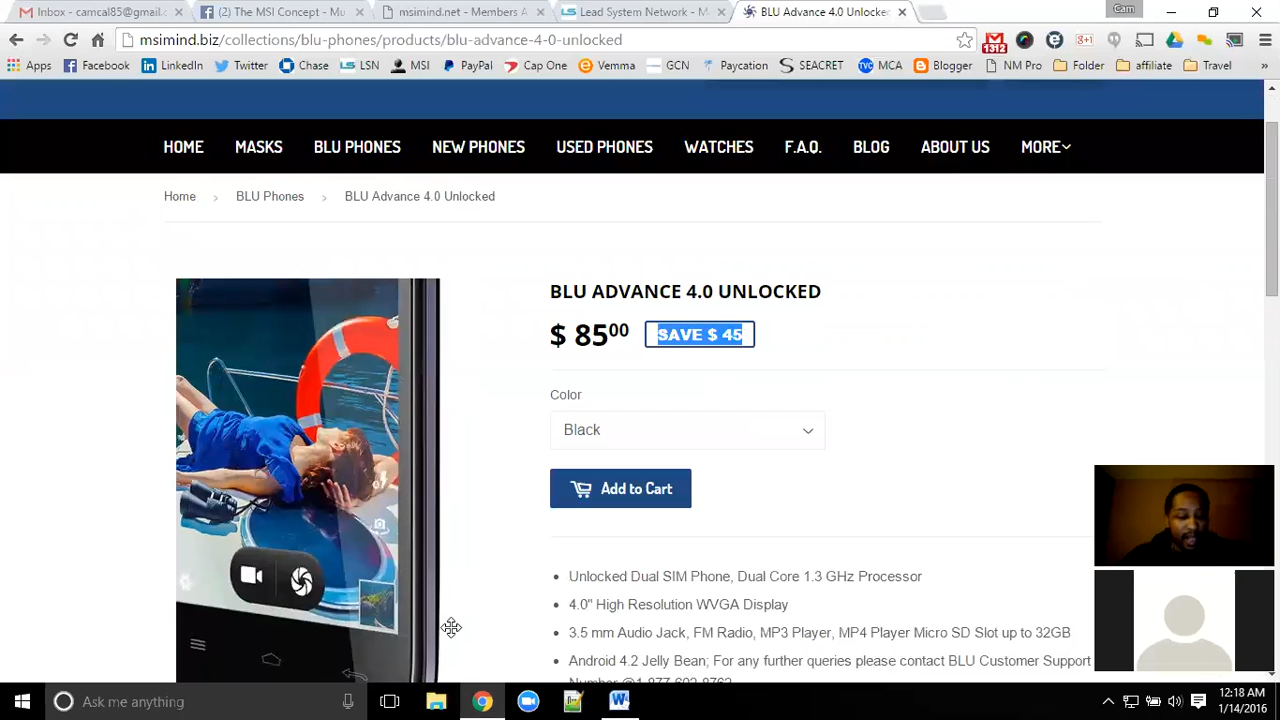 Cam
Inbox - camcal85@gmail.c
(2) The MSI Concept - Mu
msimind.net - Members A
Lead System Network - M
BLU Advance 4.0 Unlocke
msimind.biz/collections/blu-phones/products/blu-advance-4-0-unlocked
1312
Apps Facebook LinkedIn Twitter Chase LSN MSI PayPal Cap One Vemma GCN Paycation SEACRET MCA Blogger NM Pro Folder affiliate Travel »
HOME MASKS BLU PHONES NEW PHONES USED PHONES WATCHES F.A.Q. BLOG ABOUT US MORE
Home › BLU Phones › BLU Advance 4.0 Unlocked
BLU ADVANCE 4.0 UNLOCKED
$ 85⁰⁰ SAVE $ 45
Color
Black
Add to Cart
• Unlocked Dual SIM Phone, Dual Core 1.3 GHz Processor
• 4.0" High Resolution WVGA Display
• 3.5 mm Audio Jack, FM Radio, MP3 Player, MP4 Player Micro SD Slot up to 32GB
• Android 4.2 Jelly Bean; For any further queries please contact BLU Customer Support
Ask me anything
12:18 AM
1/14/2016